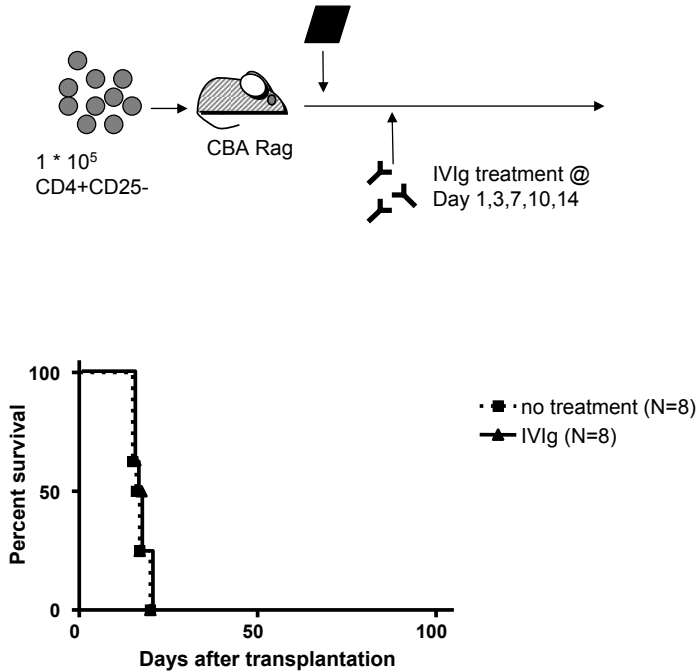 1 * 10⁵
CD4+CD25-
CBA Rag
IVIg treatment @
Day 1,3,7,10,14
Percent survival
100
50
0
0 50 100
Days after transplantation
no treatment (N=8)
IVIg (N=8)